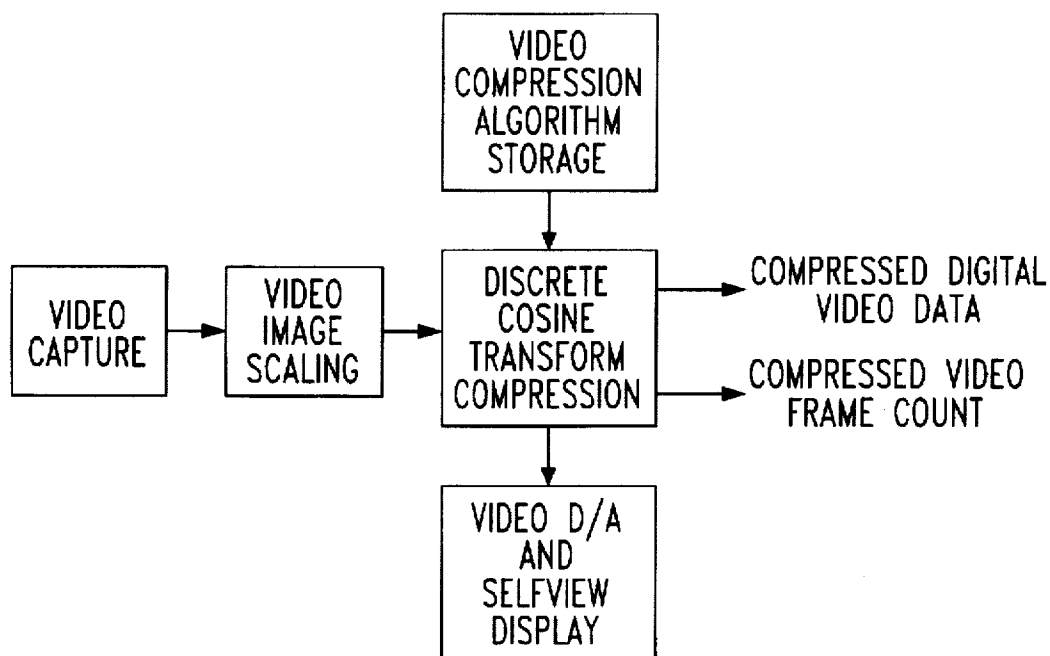 VIDEO
COMPRESSION
ALGORITHM
STORAGE
VIDEO
CAPTURE
VIDEO
IMAGE
SCALING
DISCRETE
COSINE
TRANSFORM
COMPRESSION
COMPRESSED DIGITAL
VIDEO DATA
COMPRESSED VIDEO
FRAME COUNT
VIDEO D/A
AND
SELFVIEW
DISPLAY